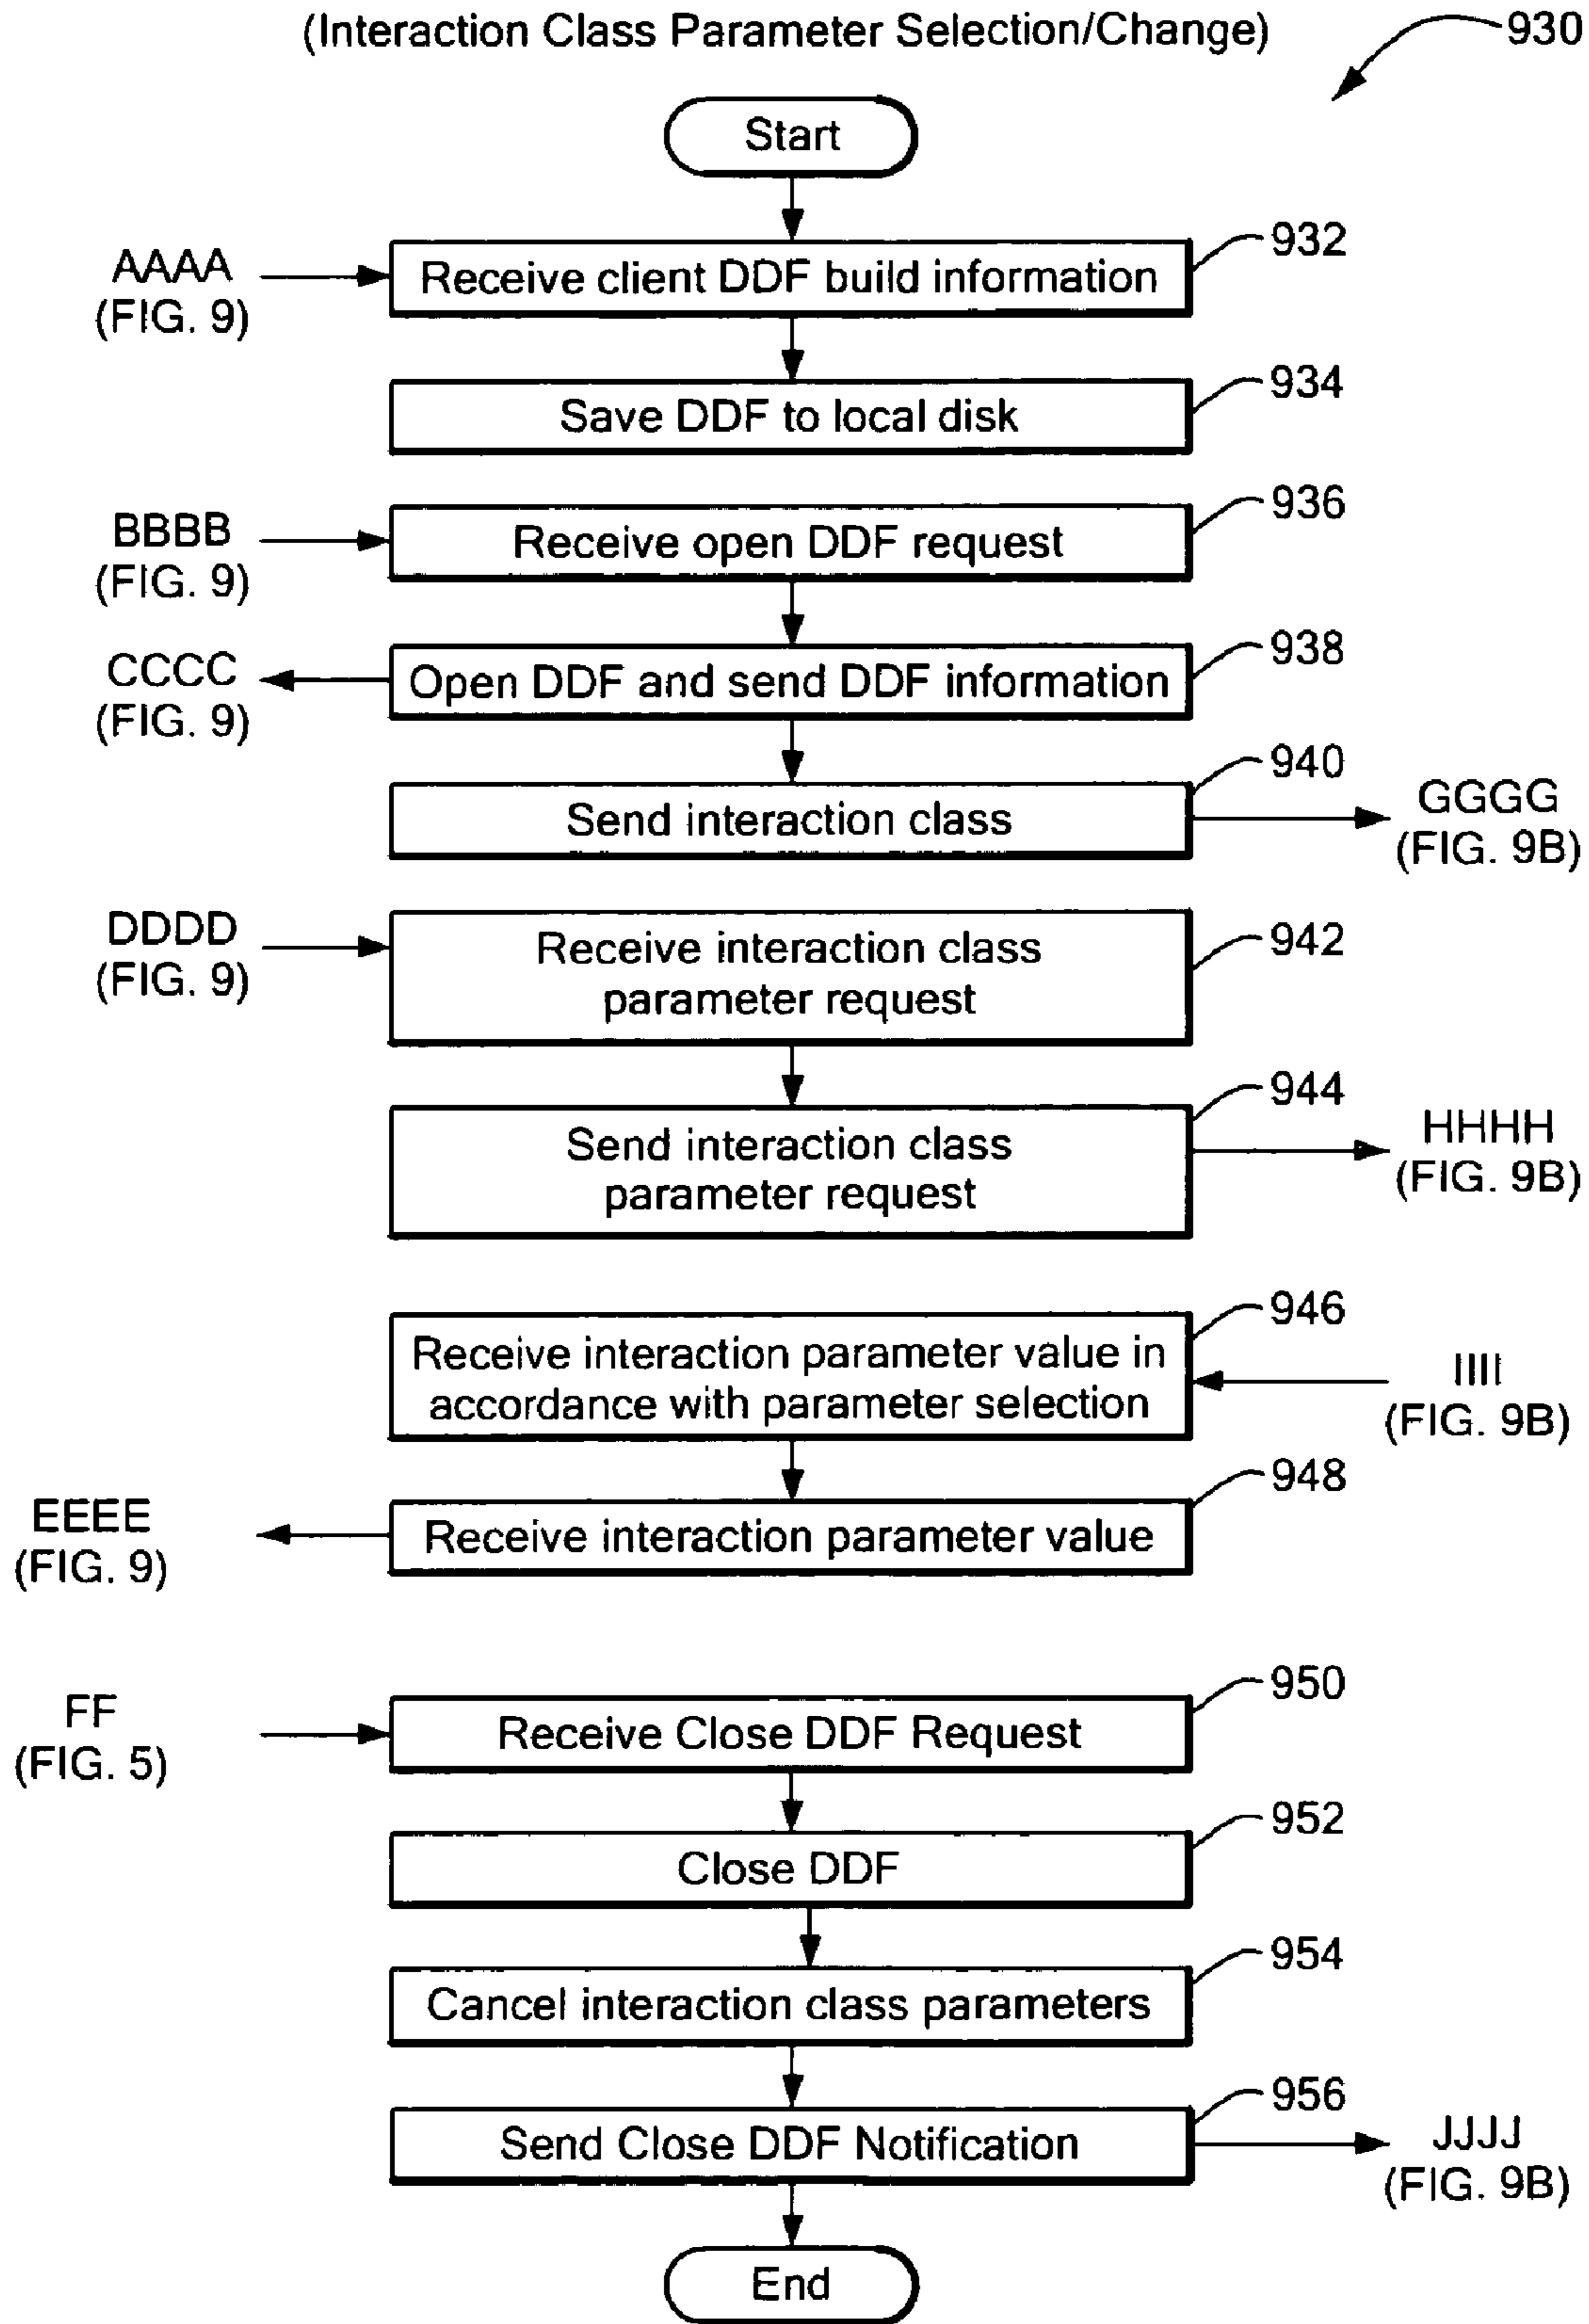 (Interaction Class Parameter Selection/Change)
930
Start
932
AAAA
(FIG. 9)
Receive client DDF build information
934
Save DDF to local disk
936
BBBB
(FIG. 9)
Receive open DDF request
938
CCCC
(FIG. 9)
Open DDF and send DDF information
940
Send interaction class
GGGG
(FIG. 9B)
DDDD
(FIG. 9)
Receive interaction class
parameter request
942
944
Send interaction class
parameter request
HHHH
(FIG. 9B)
946
Receive interaction parameter value in
accordance with parameter selection
IIII
(FIG. 9B)
948
EEEE
(FIG. 9)
Receive interaction parameter value
950
FF
(FIG. 5)
Receive Close DDF Request
952
Close DDF
954
Cancel interaction class parameters
956
Send Close DDF Notification
JJJJ
(FIG. 9B)
End